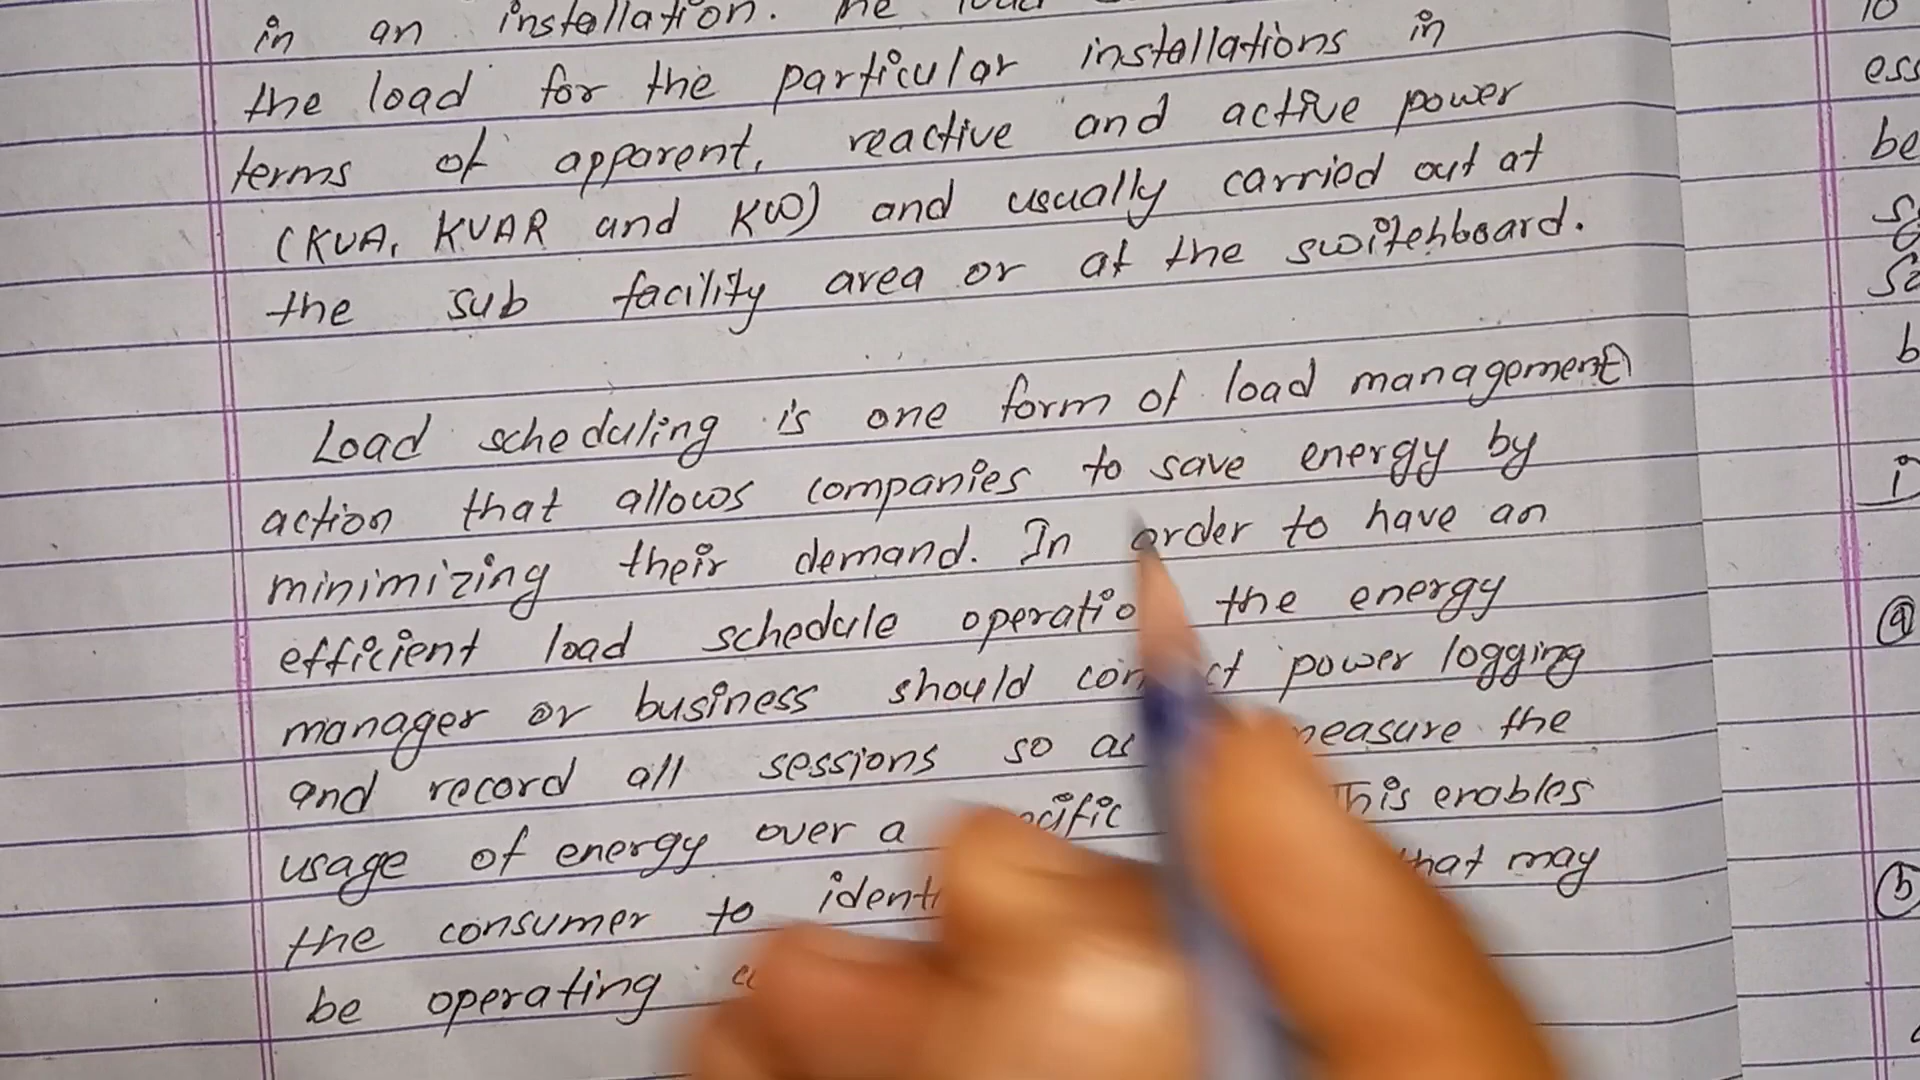 in an installation. The
the load for the particular installations in
terms of apparent, reactive and active power
(KVA, KVAR and KW) and usually carried out at
the sub facility area or at the switchboard.
Load scheduling is one form of load management
action that allows companies to save energy by
minimizing their demand. In order to have an
efficient load schedule the energy
manager or business should power logging
and record all sessions so as measure the
usage of energy over a This enables
the consumer to that may
be operating
10
be
b
a
b